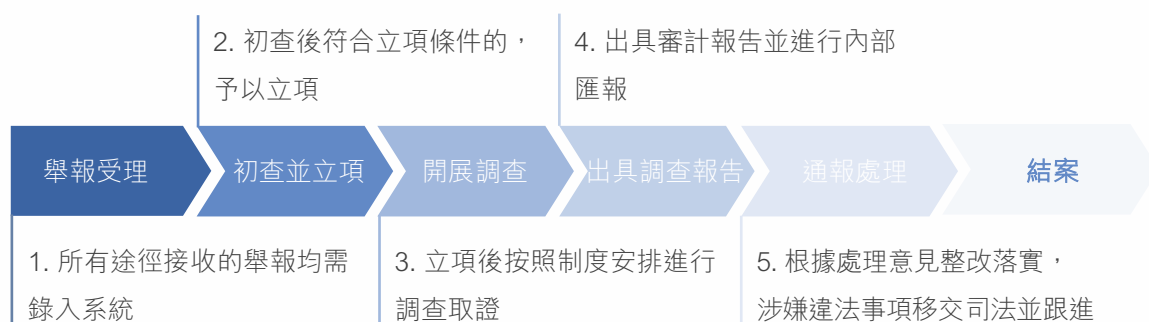 2. 初查後符合立項條件的，
予以立項
4. 出具審計報告並進行內部
匯報
舉報受理
初查並立項
開展調查
出具調查報告
通報處理
結案
1. 所有途徑接收的舉報均需
錄入系統
3. 立項後按照制度安排進行
調查取證
5. 根據處理意見整改落實，
涉嫌違法事項移交司法並跟進